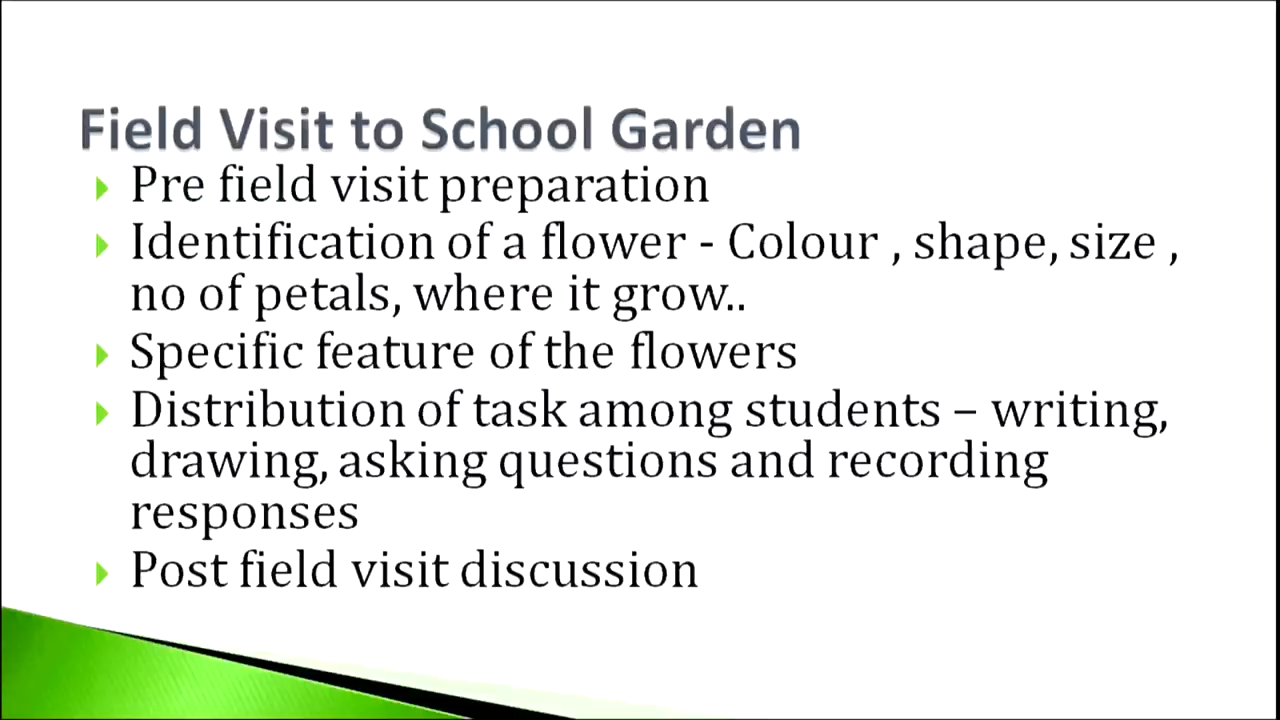 Field Visit to School Garden
Pre field visit preparation
Identification of a flower - Colour , shape, size ,
no of petals, where it grow..
Specific feature of the flowers
Distribution of task among students – writing,
drawing, asking questions and recording
responses
Post field visit discussion